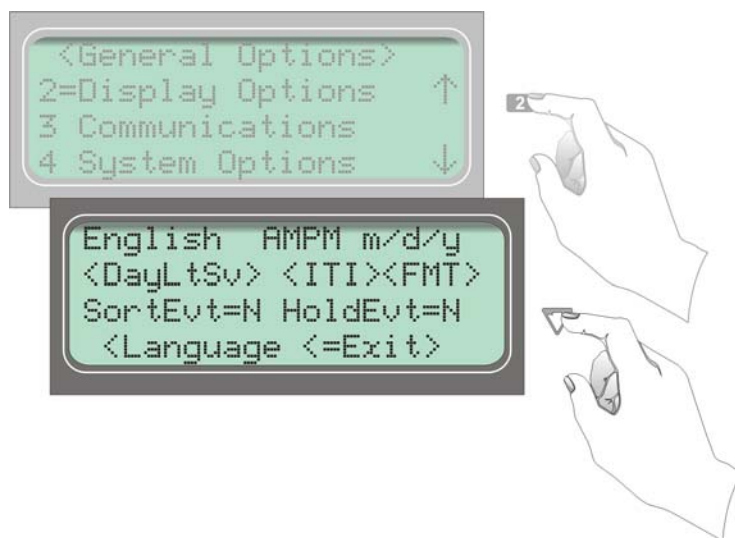 <General Options>
2=Display Options ↑
3 Communications
4 System Options ↓
2
English AMPM m/d/y
<DayLtSv> <ITI><FMT>
SortEvt=N HoldEvt=N
<Language <=Exit>